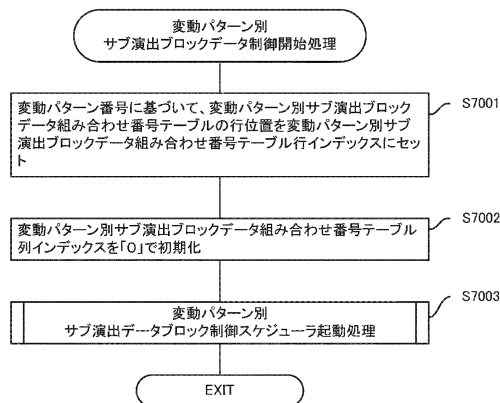 変動パターン別
サブ演出ブロックデータ制御開始処理
S7001
変動パターン番号に基づいて、変動パターン別サブ演出ブロック
データ組み合わせ番号テーブルの行位置を変動パターン別サブ
演出ブロックデータ組み合わせ番号テーブル行インデックスにセッ
ト
S7002
変動パターン別サブ演出ブロックデータ組み合わせ番号テーブル
列インデックスを「0」で初期化
S7003
変動パターン別
サブ演出データブロック制御スケジューラ起動処理
EXIT